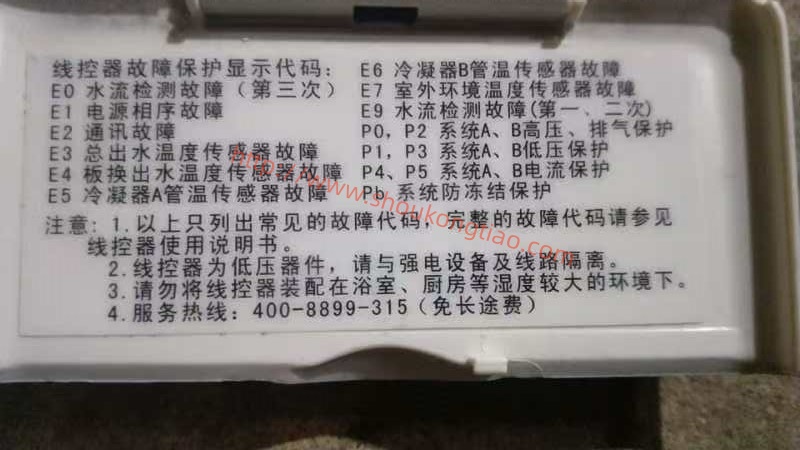 线控器故障保护显示代码：
E0 水流检测故障（第三次）
E1 电源相序故障
E2 通讯故障
E3 总出水温度传感器故障
E4 板换出水温度传感器故障
E5 冷凝器A管温传感器故障
E6 冷凝器B管温传感器故障
E7 室外环境温度传感器故障
E9 水流检测故障(第一、二次)
P0, P2 系统A、B高压、排气保护
P1, P3 系统A、B低压保护
P4、P5 系统A、B电流保护
Pb 系统防冻结保护
注意：1.以上只列出常见的故障代码，完整的故障代码请参见
线控器使用说明书。
2.线控器为低压器件，请与强电设备及线路隔离。
3.请勿将线控器装配在浴室、厨房等湿度较大的环境下。
4.服务热线：400-8899-315（免长途费）
http://www.shoukongtiao.com